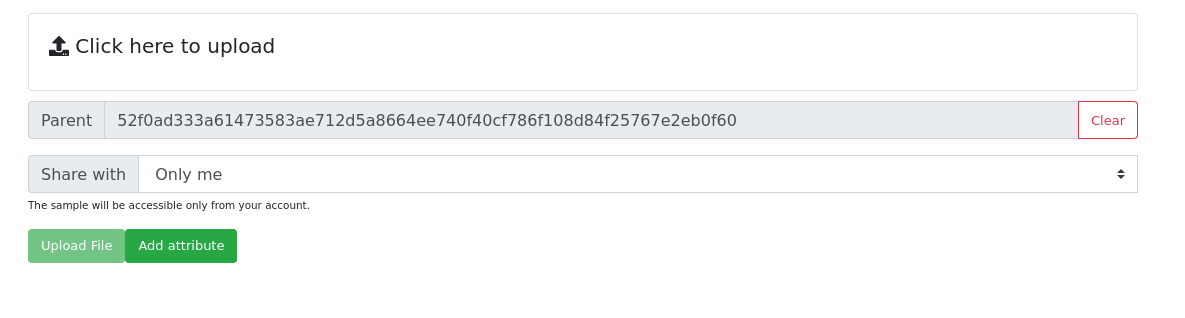 Click here to upload
Parent 52f0ad333a61473583ae712d5a8664ee740f40cf786f108d84f25767e2eb0f60 Clear
Share with Only me
The sample will be accessible only from your account.
Upload File Add attribute